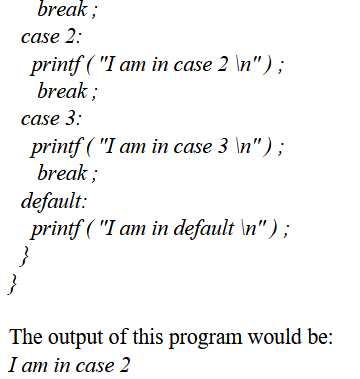 break ;
case 2:
printf ( "I am in case 2 \n" ) ;
break ;
case 3:
printf ( "I am in case 3 \n" ) ;
break ;
default:
printf ( "I am in default \n" ) ;
}
}
The output of this program would be:
I am in case 2